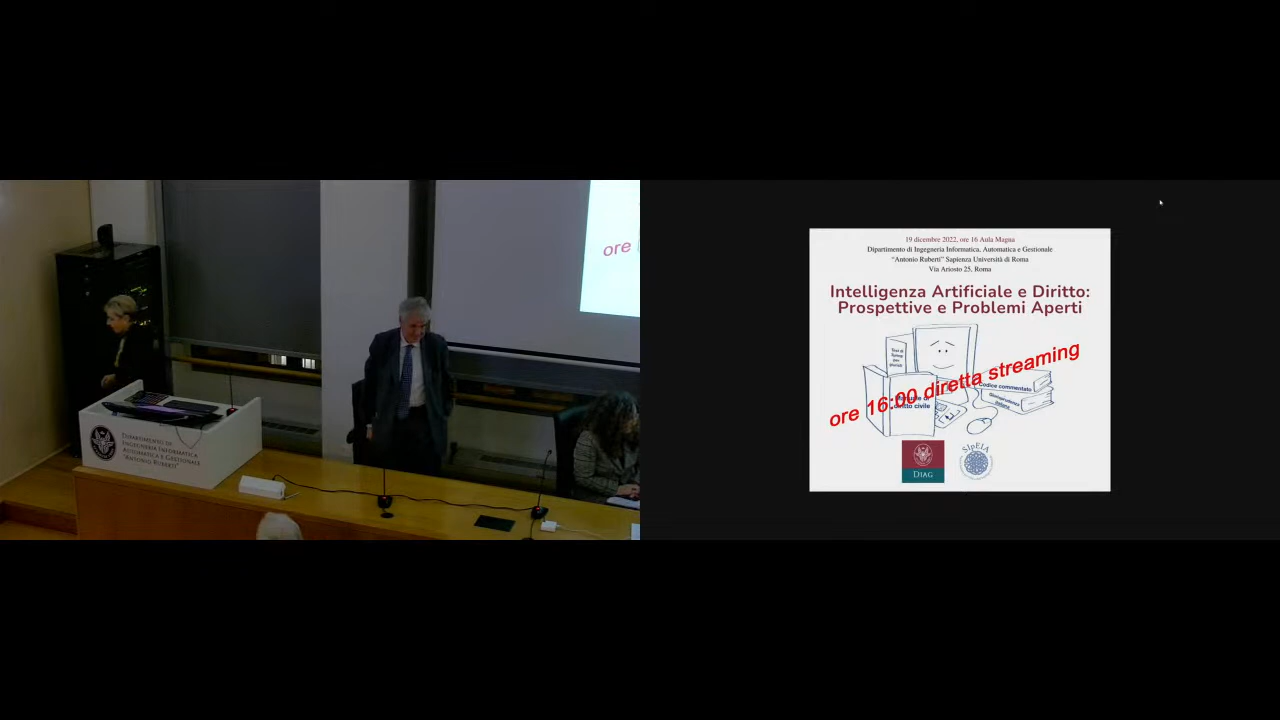 ore
DIPARTIMENTO DI
INGEGNERIA INFORMATICA
AUTOMATICA E GESTIONALE
"ANTONIO RUBERTI"
19 dicembre 2022, ore 16 Aula Magna
Dipartimento di Ingegneria Informatica, Automatica e Gestionale
"Antonio Ruberti" Sapienza Università di Roma
Via Ariosto 25, Roma
Intelligenza Artificiale e Diritto:
Prospettive e Problemi Aperti
ore 16:00 diretta streaming
Codice commentato
diritto civile
DIAG
SIpEIA